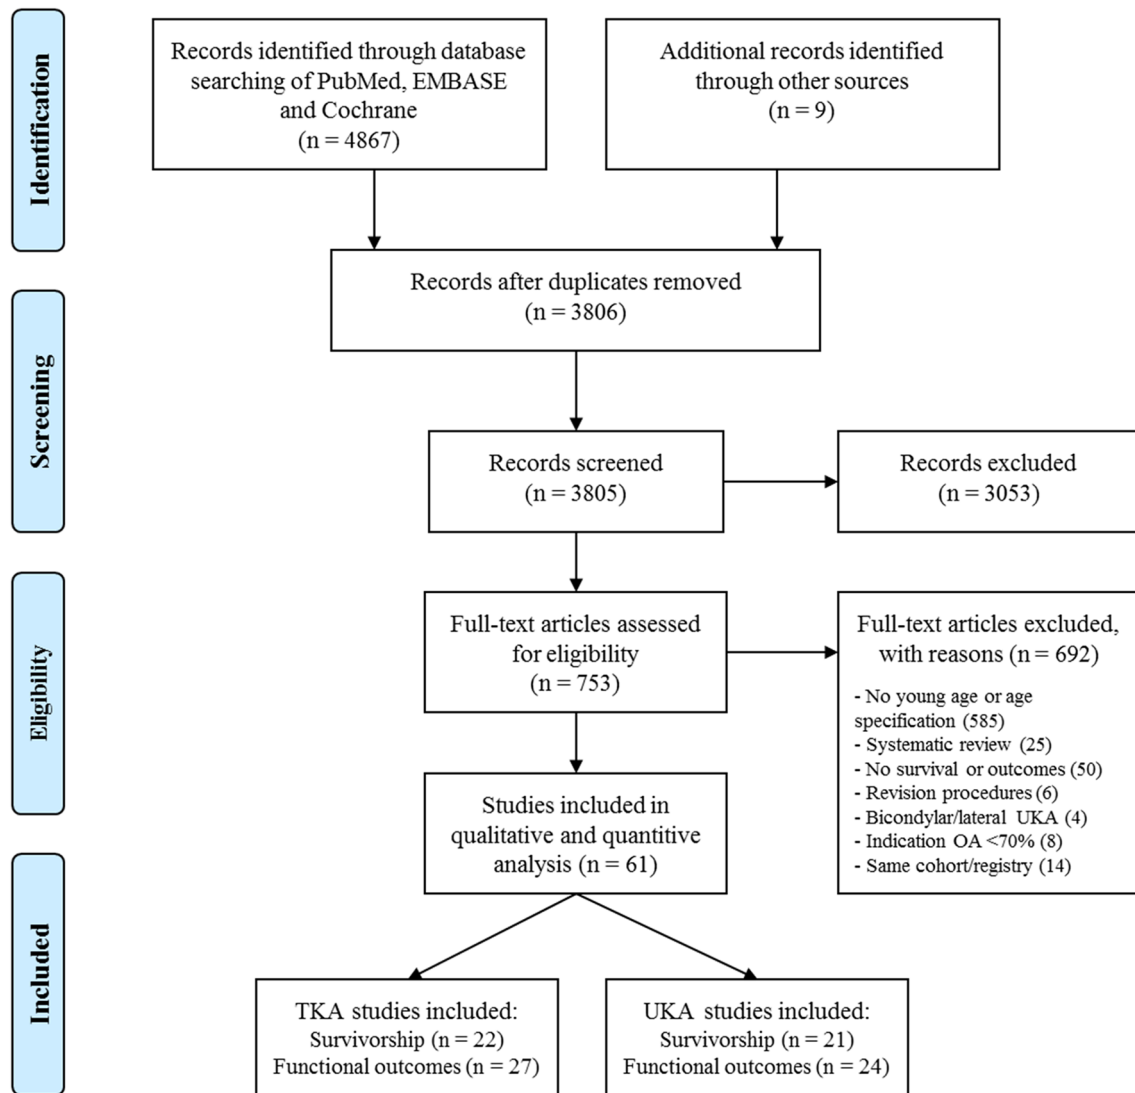 Identification
Records identified through database
searching of PubMed, EMBASE
and Cochrane
(n = 4867)
Additional records identified
through other sources
(n = 9)
Screening
Records after duplicates removed
(n = 3806)
Records screened
(n = 3805)
Records excluded
(n = 3053)
Eligibility
Full-text articles assessed
for eligibility
(n = 753)
Full-text articles excluded,
with reasons (n = 692)
- No young age or age
specification (585)
- Systematic review (25)
- No survival or outcomes (50)
- Revision procedures (6)
- Bicondylar/lateral UKA (4)
- Indication OA <70% (8)
- Same cohort/registry (14)
Studies included in
qualitative and quantitive
analysis (n = 61)
Included
TKA studies included:
Survivorship (n = 22)
Functional outcomes (n = 27)
UKA studies included:
Survivorship (n = 21)
Functional outcomes (n = 24)